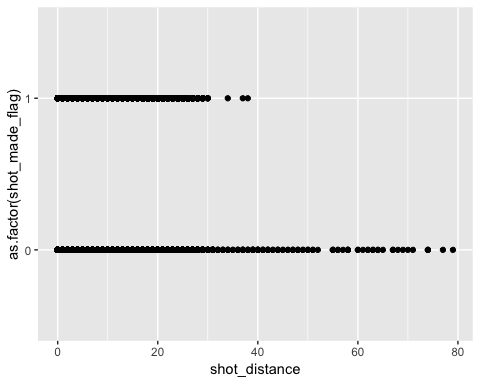 as.factor(shot_made_flag)
1
0
0 20 40 60 80
shot_distance